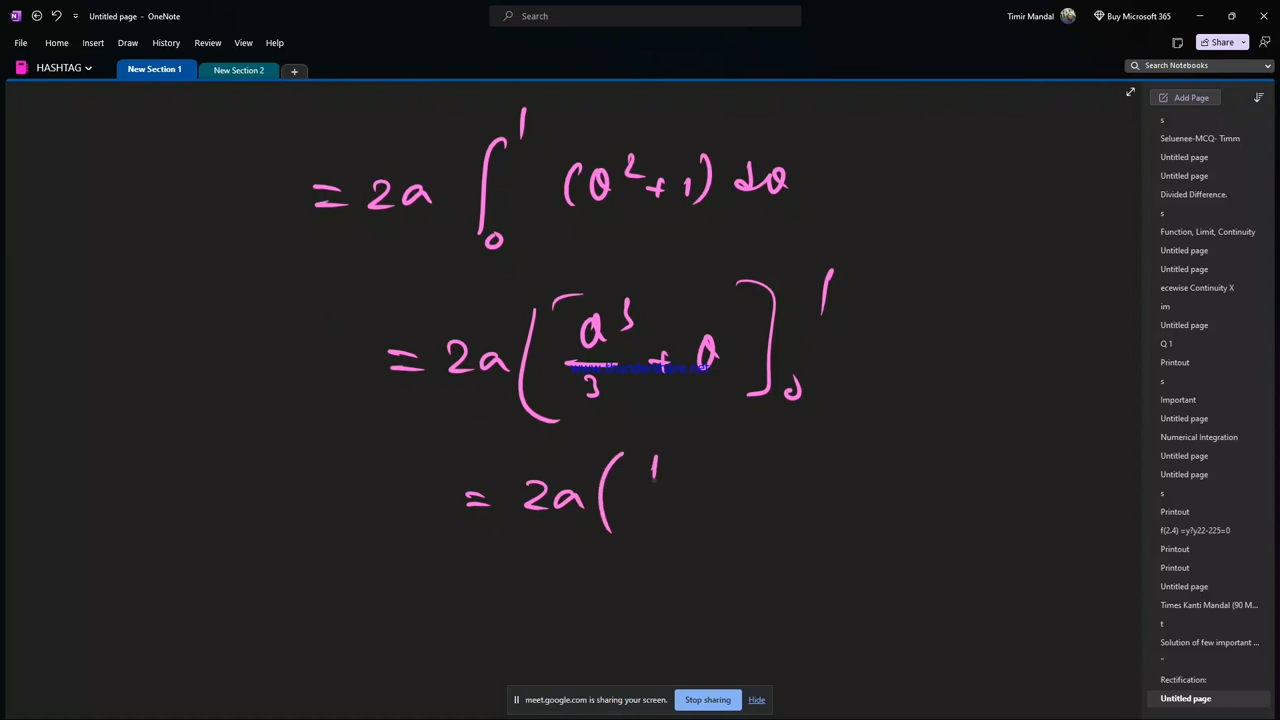 Untitled page - OneNote
Search
Timir Mandal
Buy Microsoft 365
File Home Insert Draw History Review View Help
Share
HASHTAG
New Section 1
New Section 2
+
Search Notebooks
Add Page
s
Seluenee-MCQ- Timm
Untitled page
Untitled page
Divided Difference.
s
Function, Limit, Continuity
Untitled page
Untitled page
ecewise Continuity X
im
Untitled page
Q 1
Printout
s
Important
Untitled page
Numerical Integration
Untitled page
Untitled page
s
Printout
f(2.4) =y?y22-225=0
Printout
Printout
Untitled page
Times Kanti Mandal (90 M...
t
Solution of few important ...
"
Rectification:
Untitled page
= 2a ∫₀¹ (θ² + 1) dθ
= 2a ( θ³/3 + θ ]₀¹
www.thundershare.net
= 2a ( 1
meet.google.com is sharing your screen.
Stop sharing
Hide